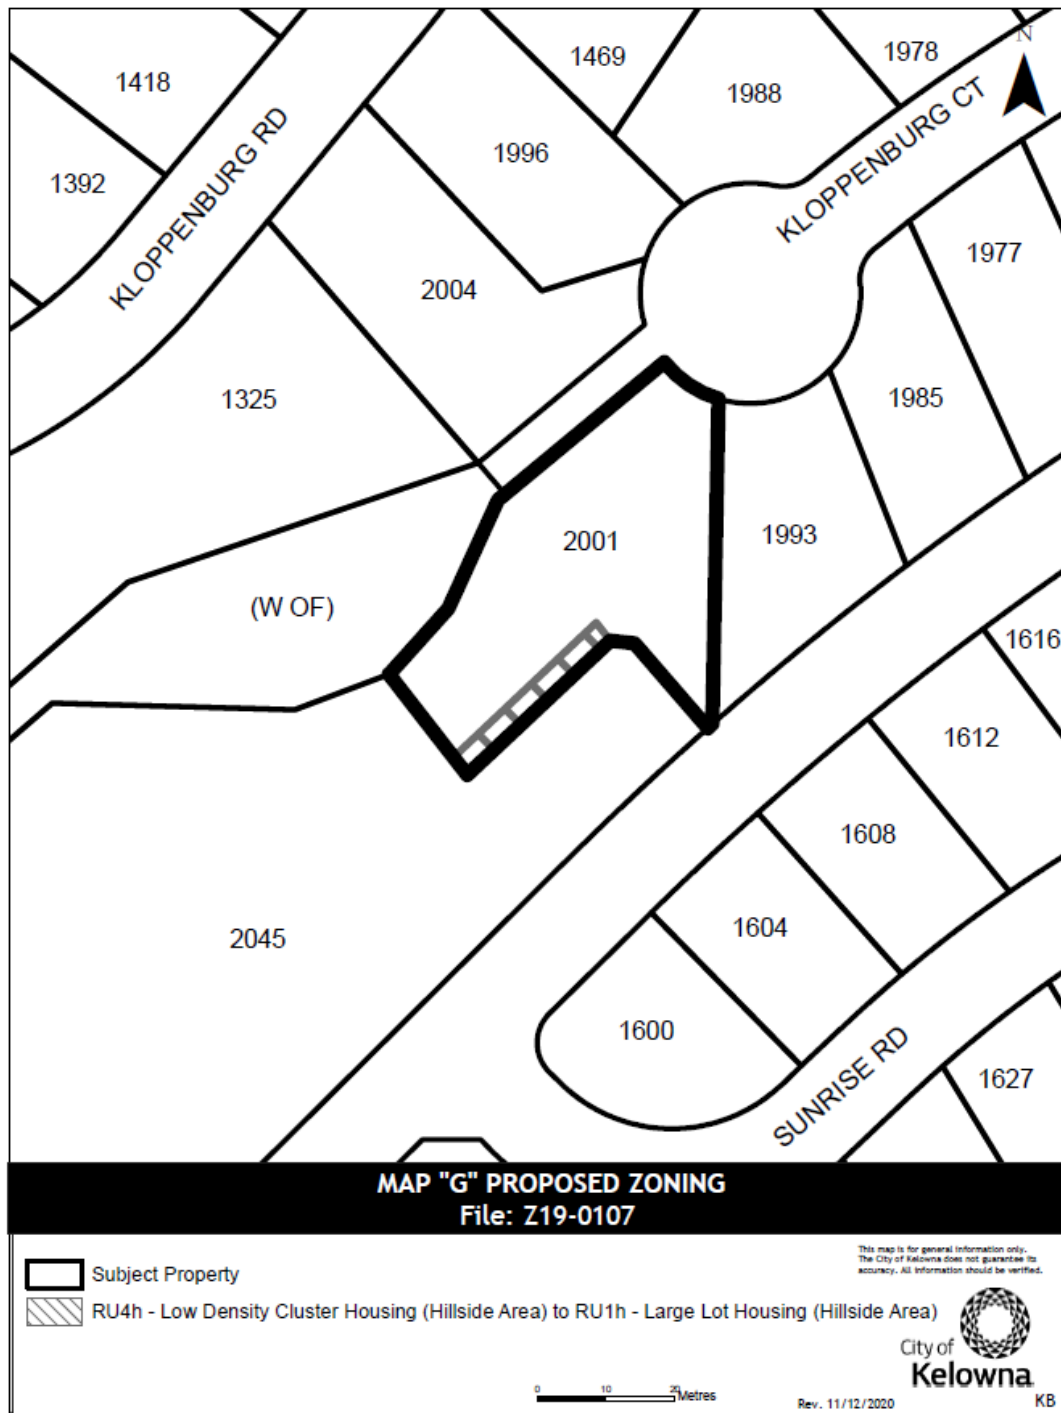 1418
1469
1978
N
1988
1996
1392
KLOPPENBURG RD
KLOPPENBURG CT
1977
2004
1325
1985
2001
1993
(W OF)
1616
1612
1608
2045
1604
1600
SUNRISE RD
1627
MAP "G" PROPOSED ZONING
File: Z19-0107
This map is for general information only.
The City of Kelowna does not guarantee its
accuracy. All information should be verified.
Subject Property
RU4h - Low Density Cluster Housing (Hillside Area) to RU1h - Large Lot Housing (Hillside Area)
City of
Kelowna
0 10 20 Metres
Rev. 11/12/2020
KB